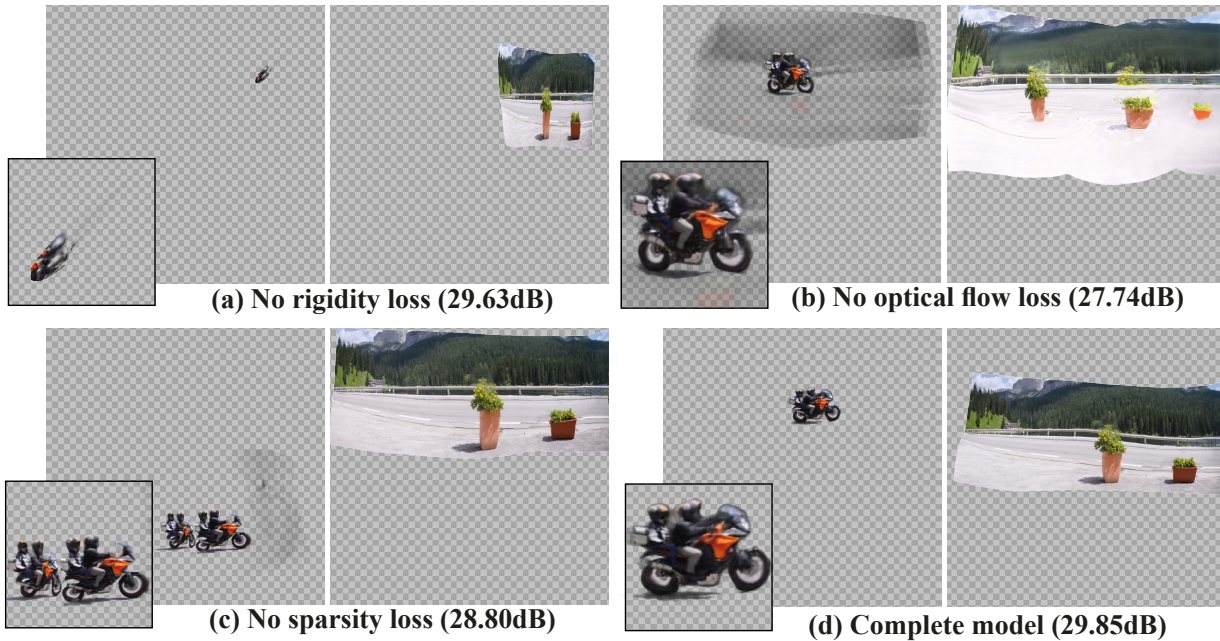 (a) No rigidity loss (29.63dB)
(b) No optical flow loss (27.74dB)
(c) No sparsity loss (28.80dB)
(d) Complete model (29.85dB)